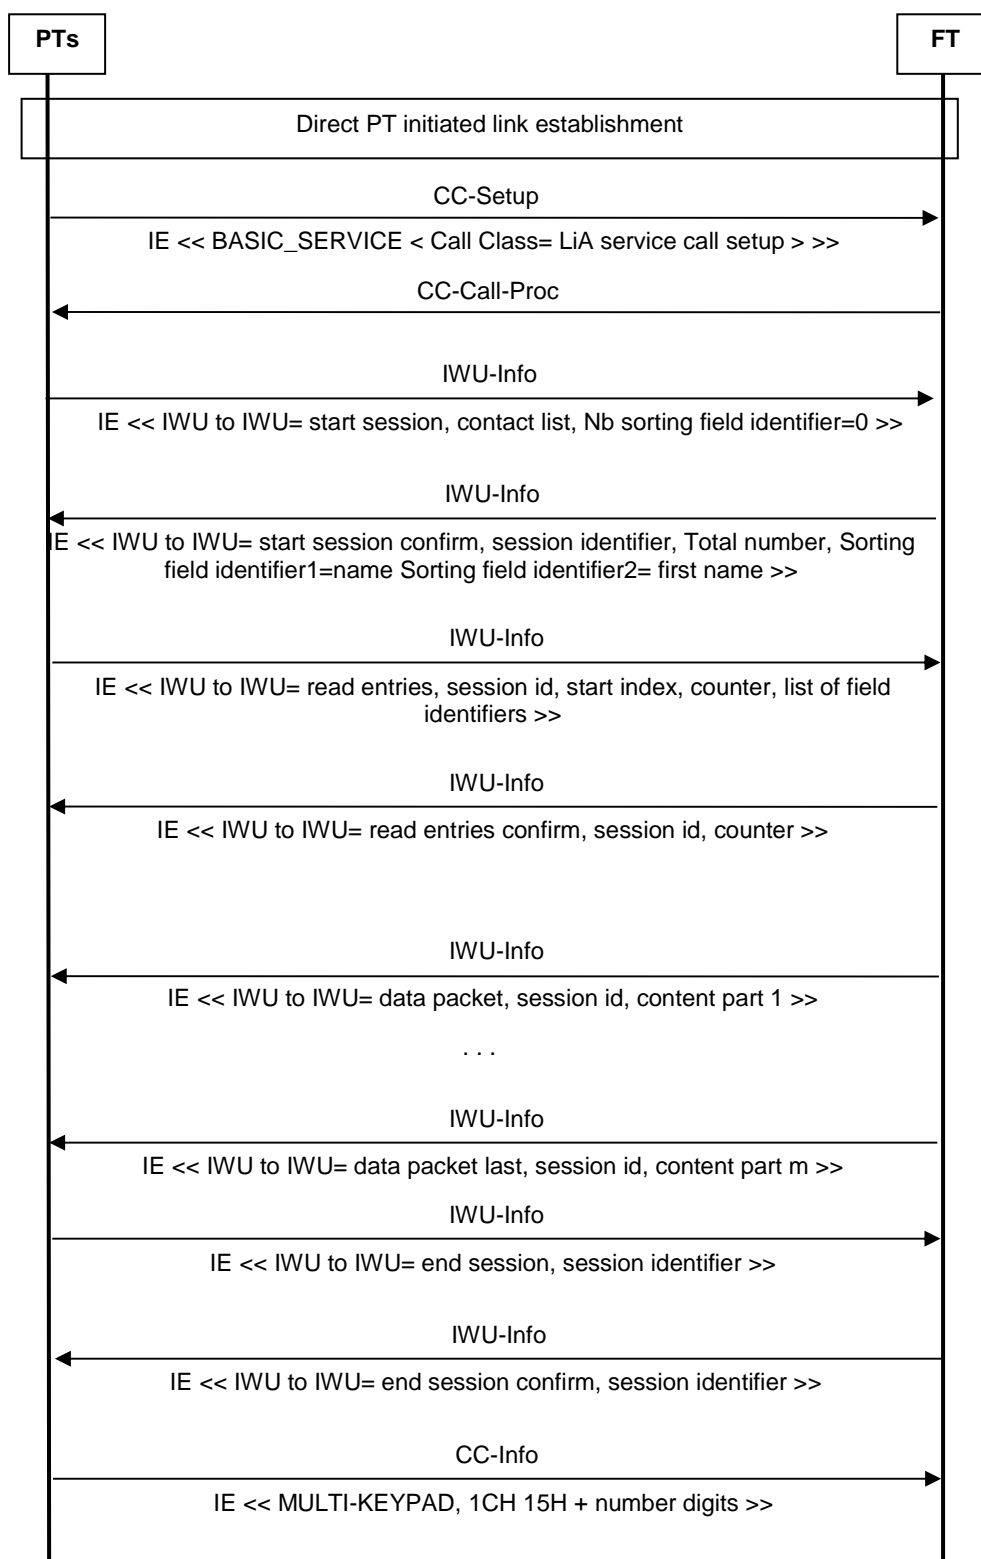 PTs
FT
Direct PT initiated link establishment
CC-Setup
IE << BASIC_SERVICE < Call Class= LiA service call setup > >>
CC-Call-Proc
IWU-Info
IE << IWU to IWU= start session, contact list, Nb sorting field identifier=0 >>
IWU-Info
IE << IWU to IWU= start session confirm, session identifier, Total number, Sorting
field identifier1=name Sorting field identifier2= first name >>
IWU-Info
IE << IWU to IWU= read entries, session id, start index, counter, list of field
identifiers >>
IWU-Info
IE << IWU to IWU= read entries confirm, session id, counter >>
IWU-Info
IE << IWU to IWU= data packet, session id, content part 1 >>
. . .
IWU-Info
IE << IWU to IWU= data packet last, session id, content part m >>
IWU-Info
IE << IWU to IWU= end session, session identifier >>
IWU-Info
IE << IWU to IWU= end session confirm, session identifier >>
CC-Info
IE << MULTI-KEYPAD, 1CH 15H + number digits >>